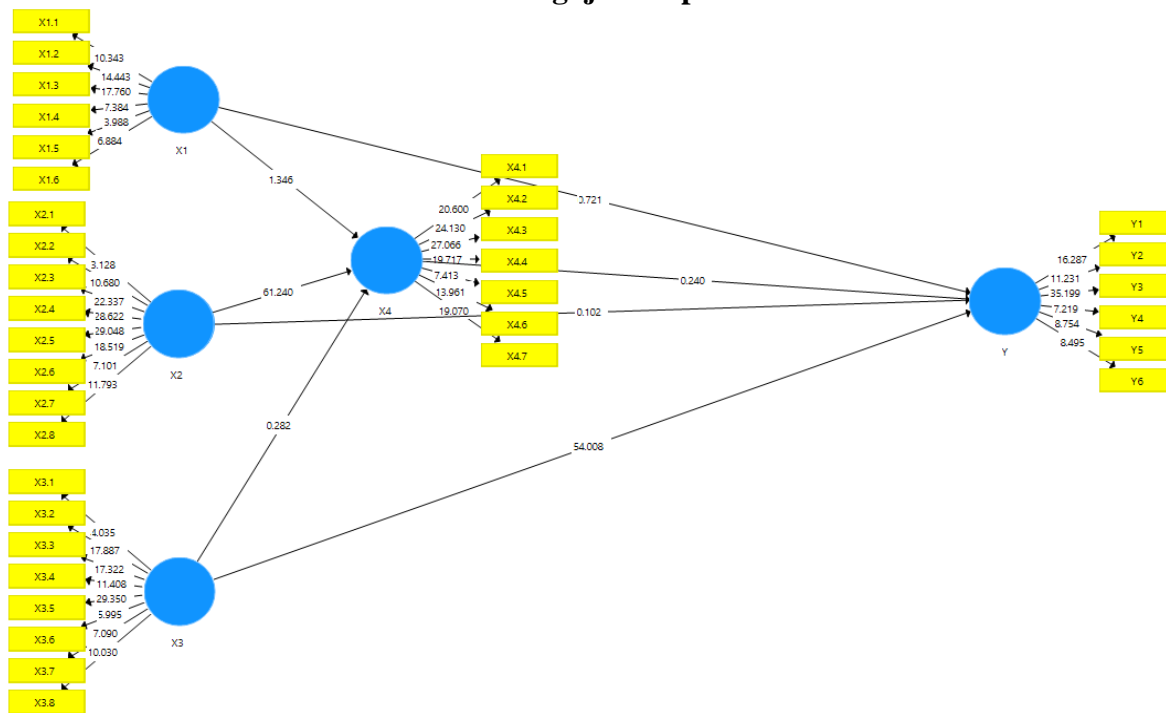 X1.1
X1.2
X1.3
X1.4
X1.5
X1.6
10.343
14.443
17.760
7.384
3.988
6.884
X1
1.346
0.721
X2.1
X2.2
X2.3
X2.4
X2.5
X2.6
X2.7
X2.8
3.128
10.680
22.337
28.622
29.048
18.519
7.101
11.793
X2
61.240
0.102
X4.1
X4.2
X4.3
X4.4
X4.5
X4.6
X4.7
20.600
24.130
27.066
19.717
7.413
13.961
19.070
X4
0.240
X3.1
X3.2
X3.3
X3.4
X3.5
X3.6
X3.7
X3.8
4.035
17.887
17.322
11.408
29.350
5.995
7.090
10.030
X3
0.282
54.008
Y1
Y2
Y3
Y4
Y5
Y6
16.287
11.231
35.199
7.219
8.754
8.495
Y